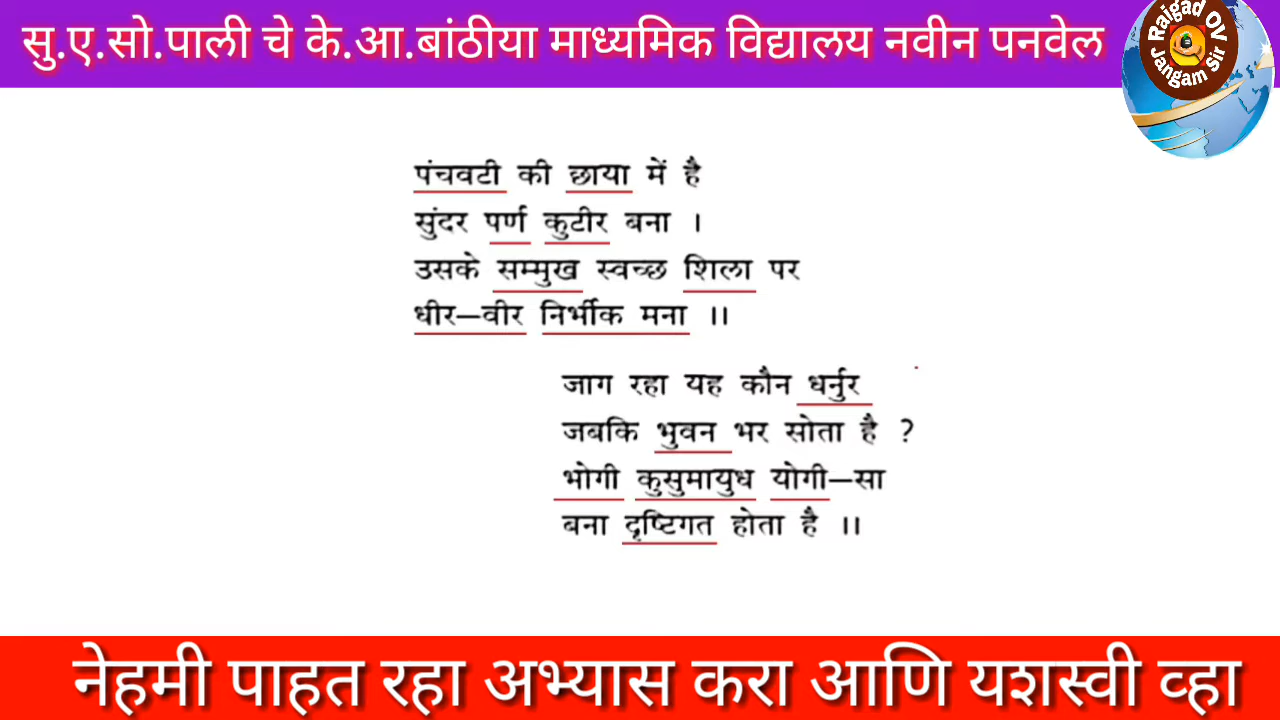 सु.ए.सो.पाली चे के.आ.बांठीया माध्यमिक विद्यालय नवीन पनवेल
Raigad OV
Jangam Sir
पंचवटी की छाया में है
सुंदर पर्ण कुटीर बना ।
उसके सम्मुख स्वच्छ शिला पर
धीर—वीर निर्भीक मना ।।
जाग रहा यह कौन धर्नुर
जबकि भुवन भर सोता है ?
भोगी कुसुमायुध योगी—सा
बना दृष्टिगत होता है ।।
नेहमी पाहत रहा अभ्यास करा आणि यशस्वी व्हा